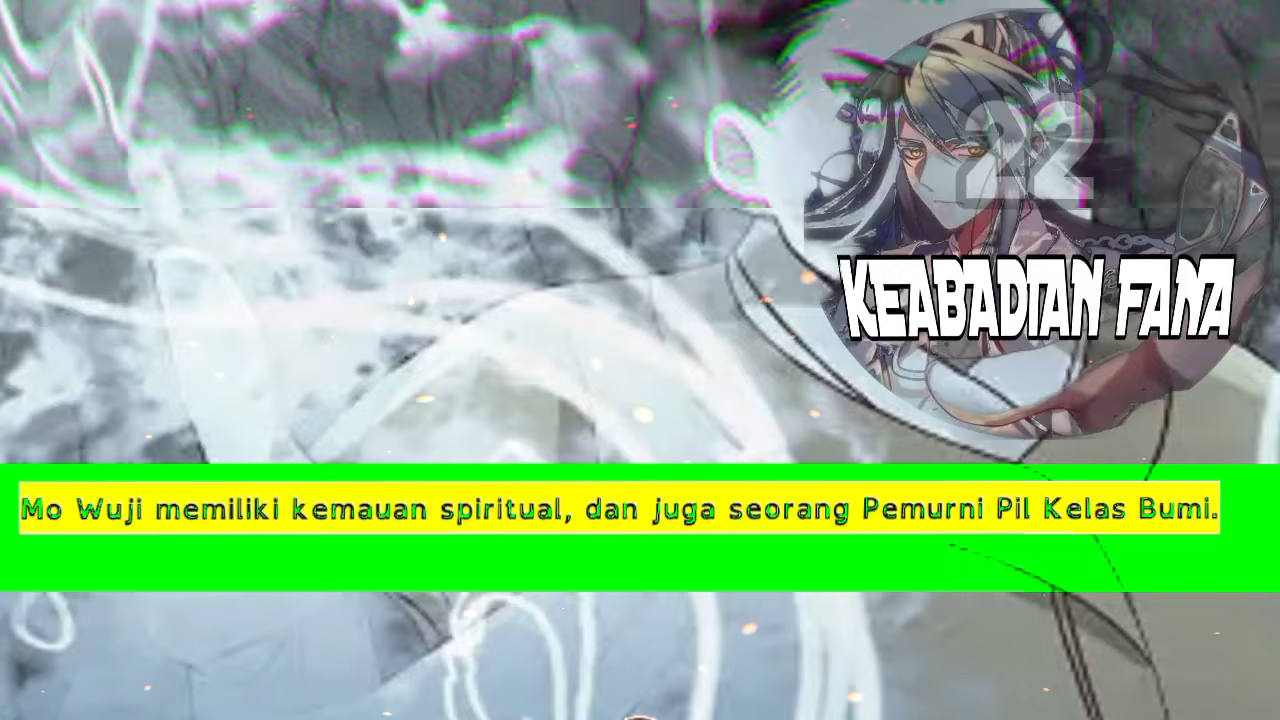 22
KEABADIAN FANA
Mo Wuji memiliki kemauan spiritual, dan juga seorang Pemurni Pil Kelas Bumi.